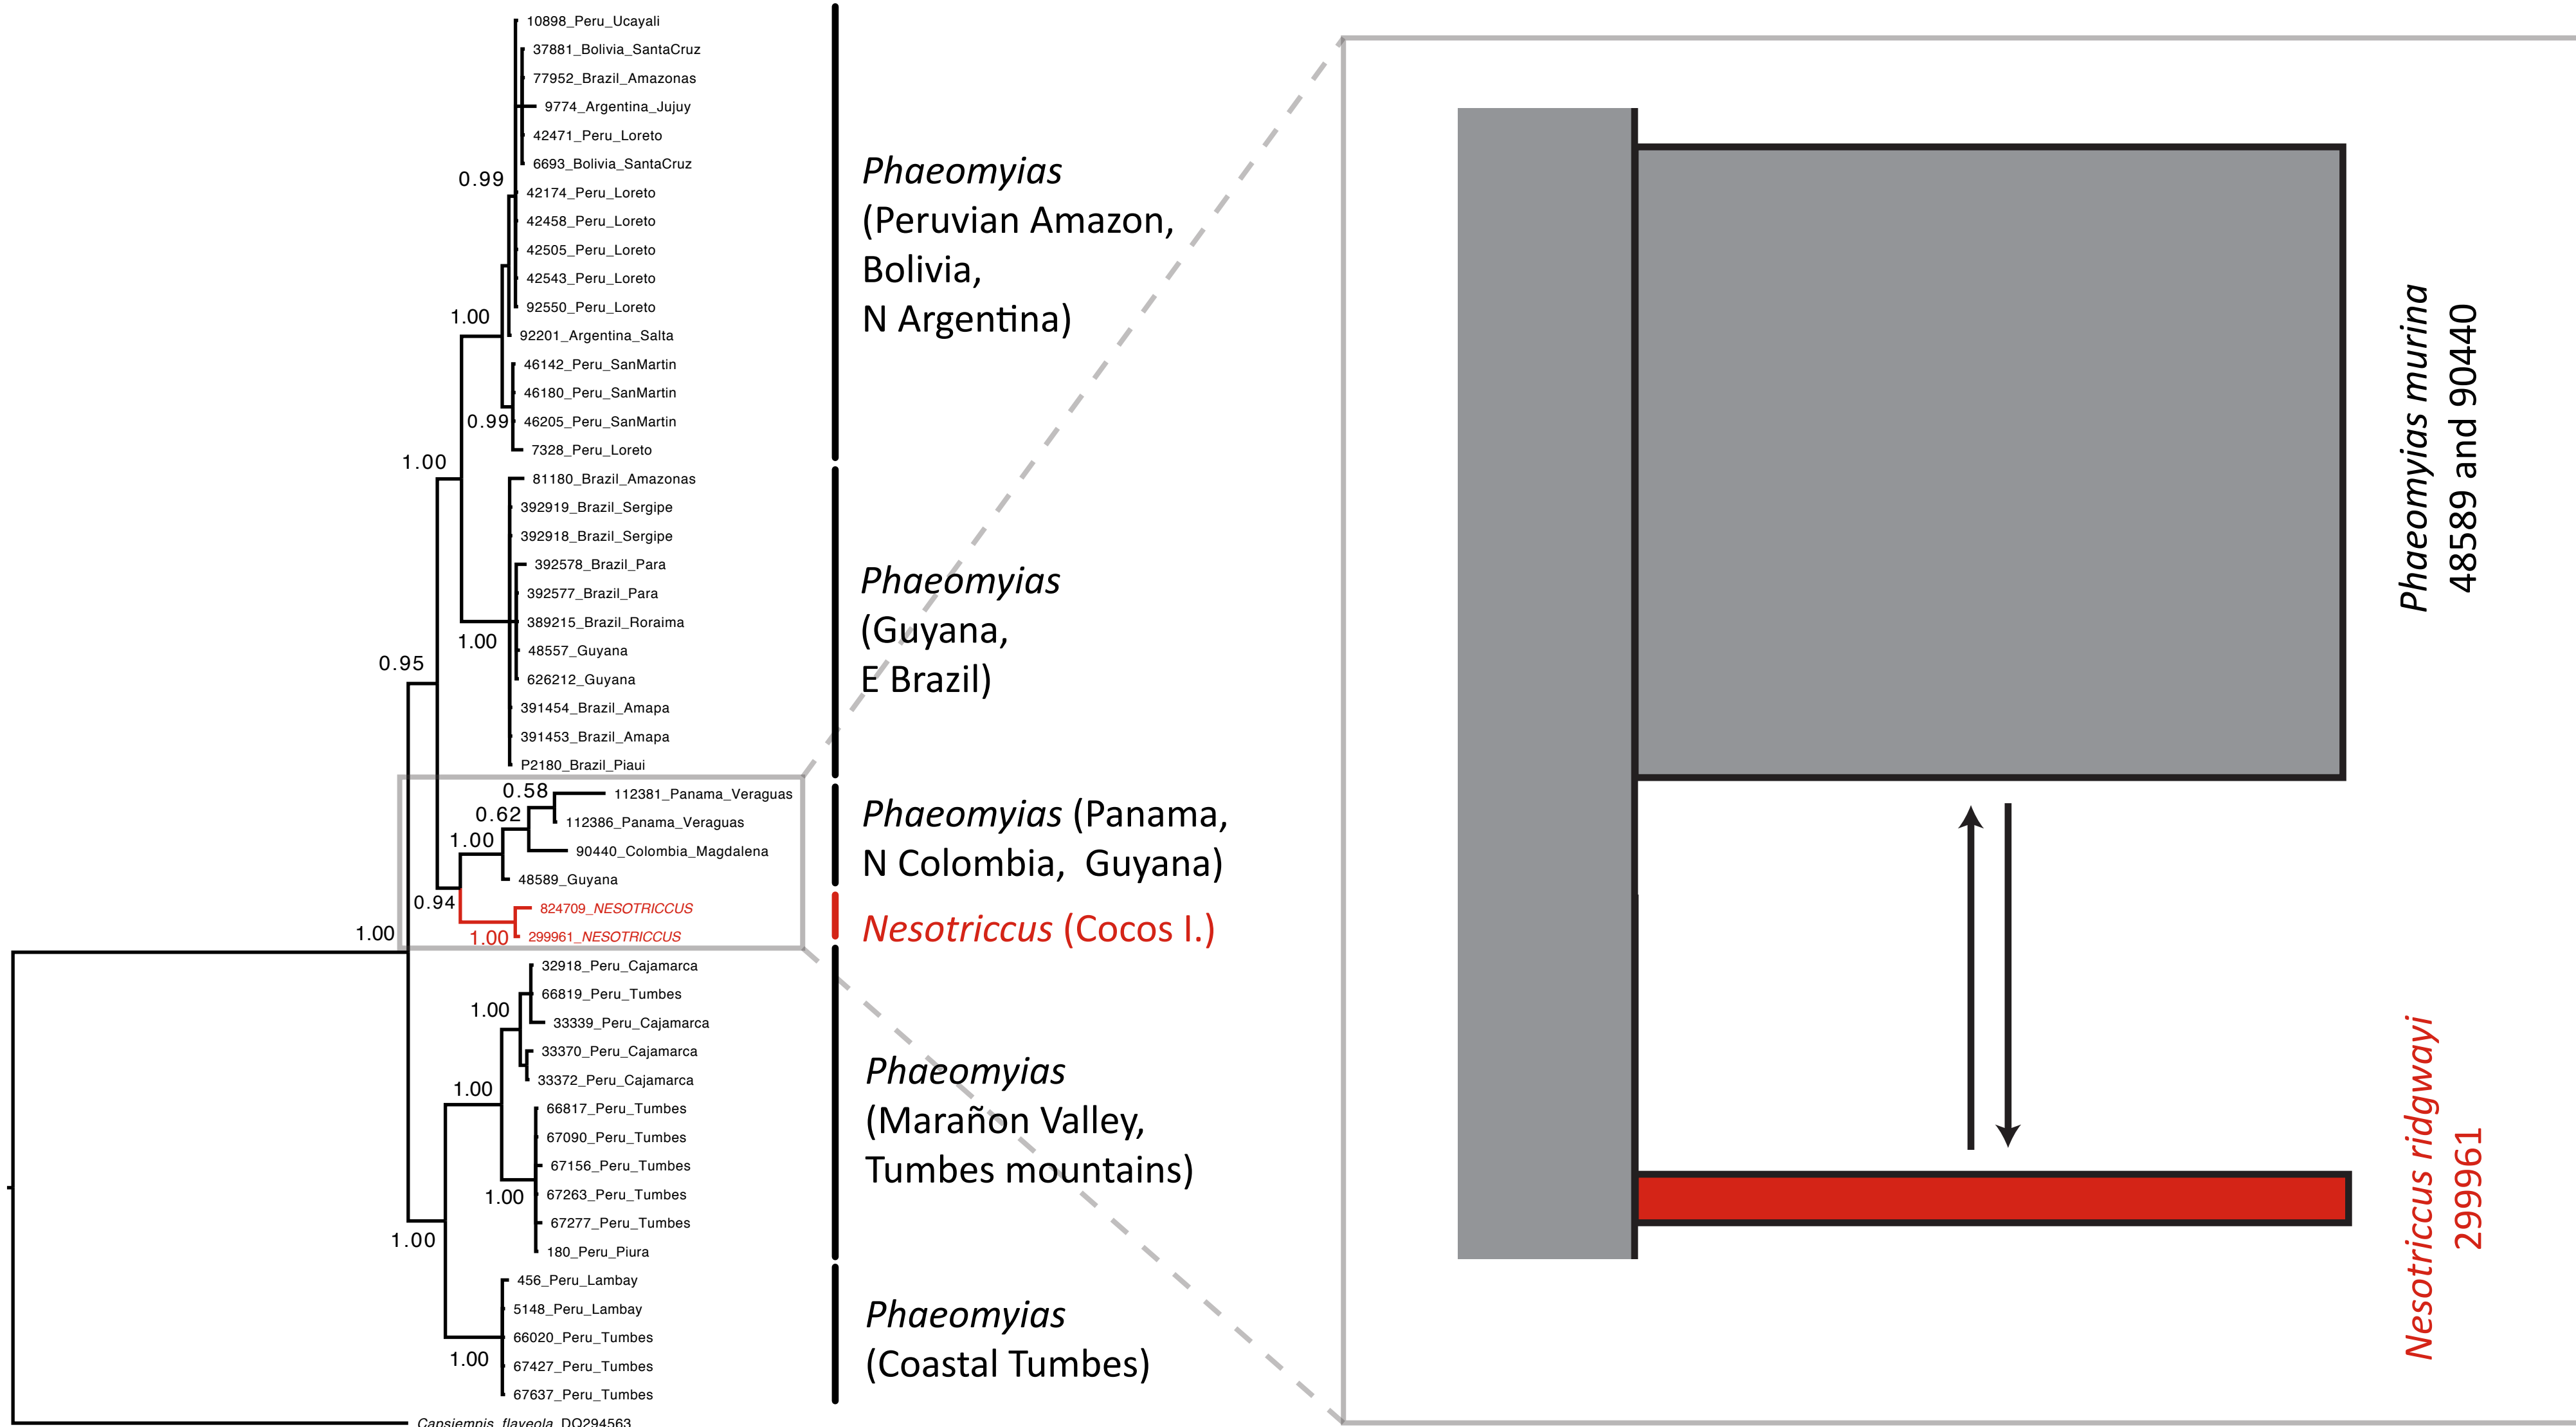 10898_Peru_Ucayali
37881_Bolivia_SantaCruz
77952_Brazil_Amazonas
9774_Argentina_Jujuy
42471_Peru_Loreto
6693_Bolivia_SantaCruz
0.99
42174_Peru_Loreto
42458_Peru_Loreto
42505_Peru_Loreto
42543_Peru_Loreto
92550_Peru_Loreto
1.00
92201_Argentina_Salta
46142_Peru_SanMartin
46180_Peru_SanMartin
0.99
46205_Peru_SanMartin
7328_Peru_Loreto
1.00
81180_Brazil_Amazonas
392919_Brazil_Sergipe
392918_Brazil_Sergipe
392578_Brazil_Para
392577_Brazil_Para
389215_Brazil_Roraima
1.00
48557_Guyana
0.95
626212_Guyana
391454_Brazil_Amapa
391453_Brazil_Amapa
P2180_Brazil_Piaui
0.58
112381_Panama_Veraguas
0.62
112386_Panama_Veraguas
1.00
90440_Colombia_Magdalena
48589_Guyana
0.94
824709_NESOTRICCUS
1.00
1.00
299961_NESOTRICCUS
32918_Peru_Cajamarca
66819_Peru_Tumbes
1.00
33339_Peru_Cajamarca
33370_Peru_Cajamarca
33372_Peru_Cajamarca
1.00
66817_Peru_Tumbes
67090_Peru_Tumbes
67156_Peru_Tumbes
1.00
67263_Peru_Tumbes
67277_Peru_Tumbes
1.00
180_Peru_Piura
456_Peru_Lambay
5148_Peru_Lambay
66020_Peru_Tumbes
1.00
67427_Peru_Tumbes
67637_Peru_Tumbes
Capsiempis_flaveola_DQ294563
Phaeomyias
(Peruvian Amazon,
Bolivia,
N Argentina)
Phaeomyias
(Guyana,
E Brazil)
Phaeomyias (Panama,
N Colombia, Guyana)
Nesotriccus (Cocos I.)
Phaeomyias
(Marañon Valley,
Tumbes mountains)
Phaeomyias
(Coastal Tumbes)
Phaeomyias murina
48589 and 90440
Nesotriccus ridgwayi
299961